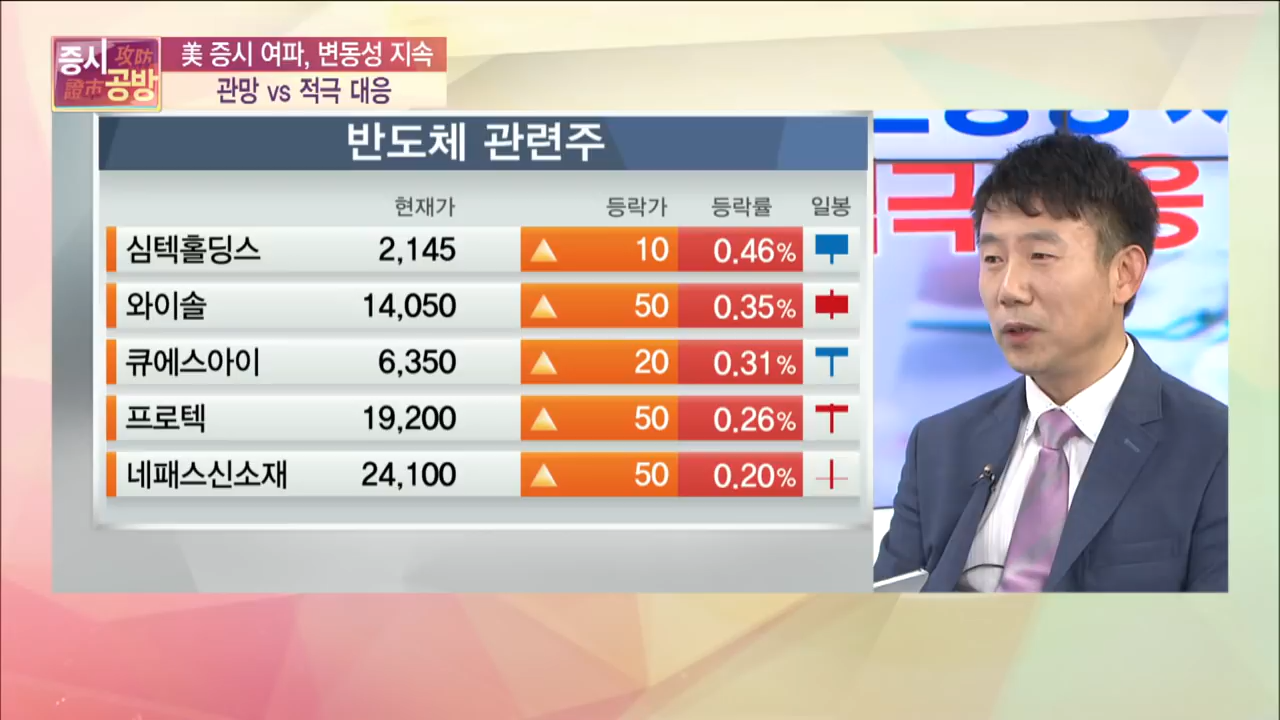 증시 攻防
證市 공방
美 증시 여파, 변동성 지속
관망 vs 적극 대응
반도체 관련주
현재가 등락가 등락률 일봉
심텍홀딩스 2,145 ▲ 10 0.46%
와이솔 14,050 ▲ 50 0.35%
큐에스아이 6,350 ▲ 20 0.31%
프로텍 19,200 ▲ 50 0.26%
네패스신소재 24,100 ▲ 50 0.20%
극 응